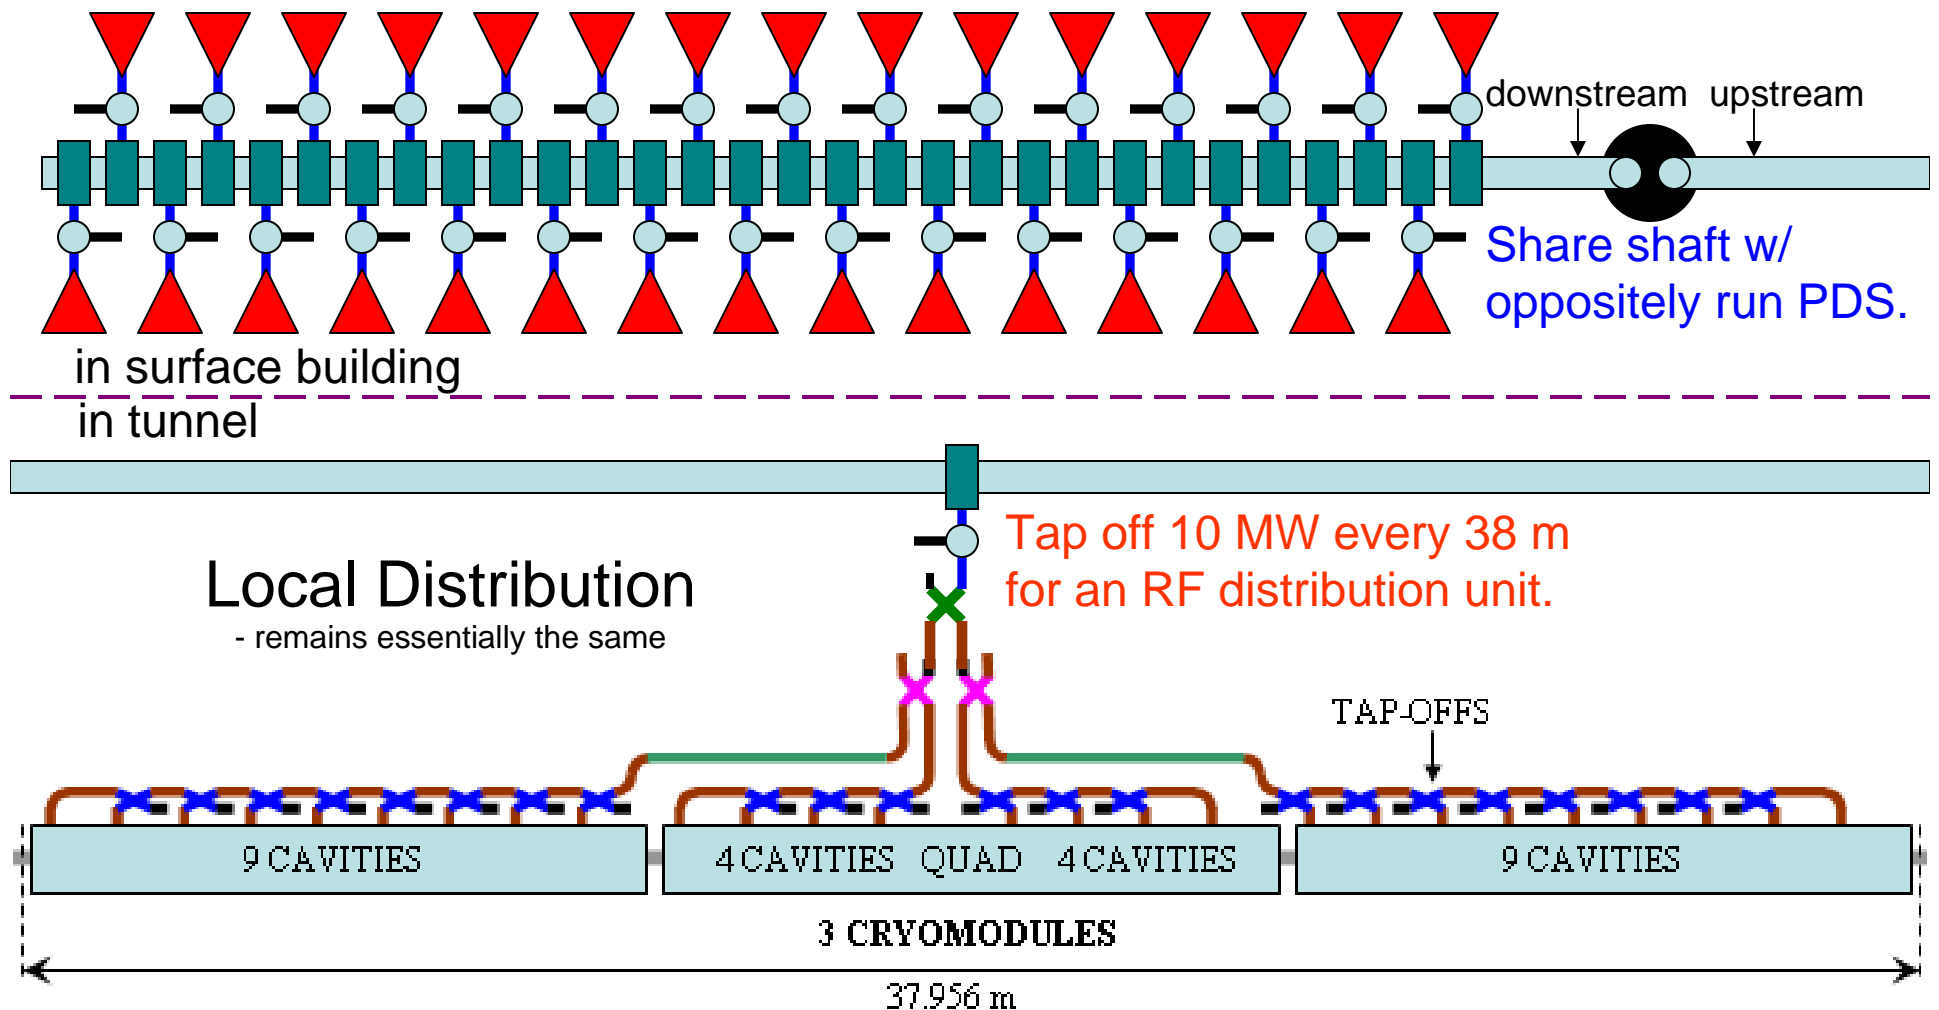 downstream upstream
Share shaft w/
oppositely run PDS.
in surface building
in tunnel
Tap off 10 MW every 38 m
for an RF distribution unit.
Local Distribution
- remains essentially the same
TAP-OFFS
9 CAVITIES
4 CAVITIES QUAD 4 CAVITIES
9 CAVITIES
3 CRYOMODULES
37.956 m